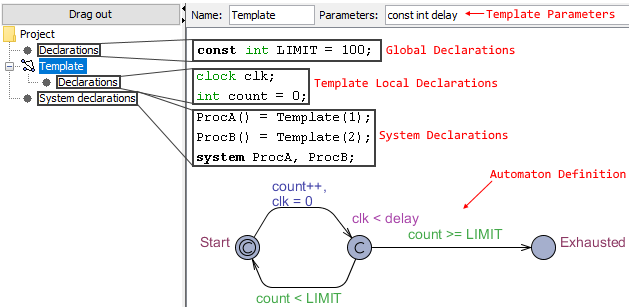 Drag out
Name: Template Parameters: const int delay Template Parameters
Project
Declarations
Template
Declarations
System declarations
const int LIMIT = 100; Global Declarations
clock clk;
int count = 0;
Template Local Declarations
ProcA() = Template(1);
ProcB() = Template(2);
system ProcA, ProcB;
System Declarations
Automaton Definition
count++,
clk = 0
clk < delay
Start C C count >= LIMIT Exhausted
count < LIMIT